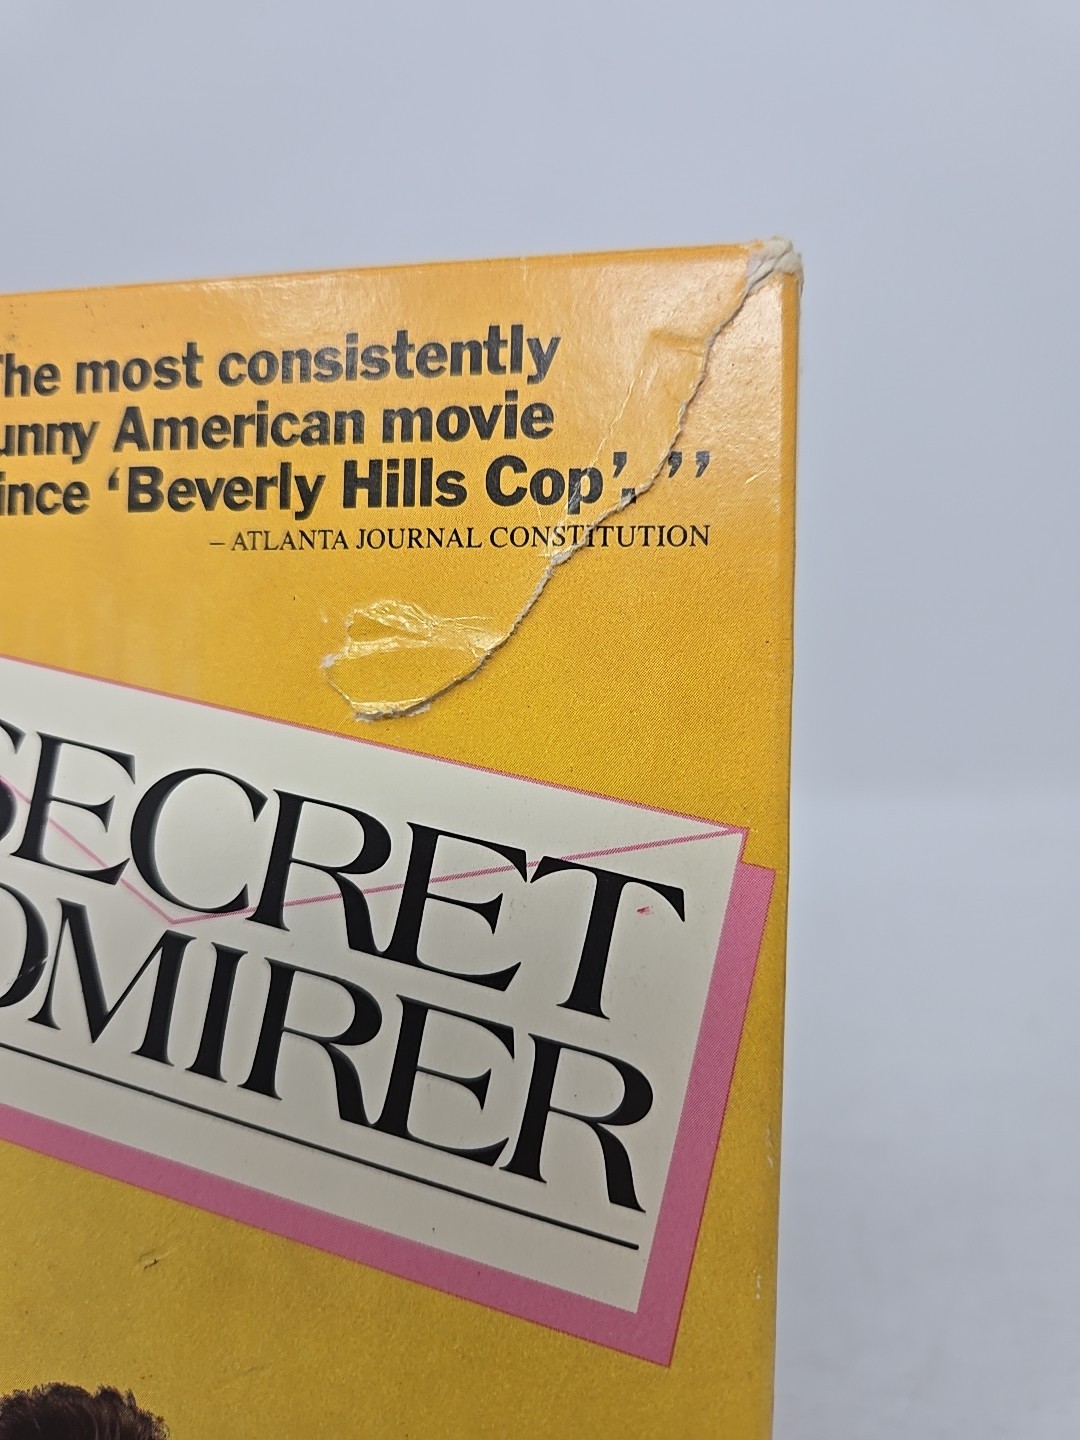 The most consistently
unny American movie
ince ‘Beverly Hills Cop’.’’
– ATLANTA JOURNAL CONSTITUTION
SECRET
DMIRER